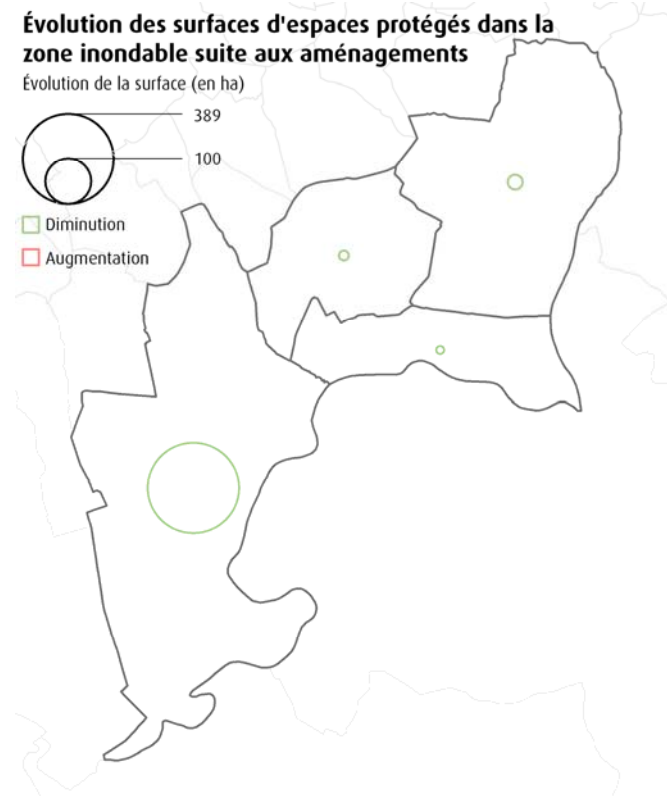 Évolution des surfaces d'espaces protégés dans la
zone inondable suite aux aménagements
Évolution de la surface (en ha)
389
100
Diminution
Augmentation